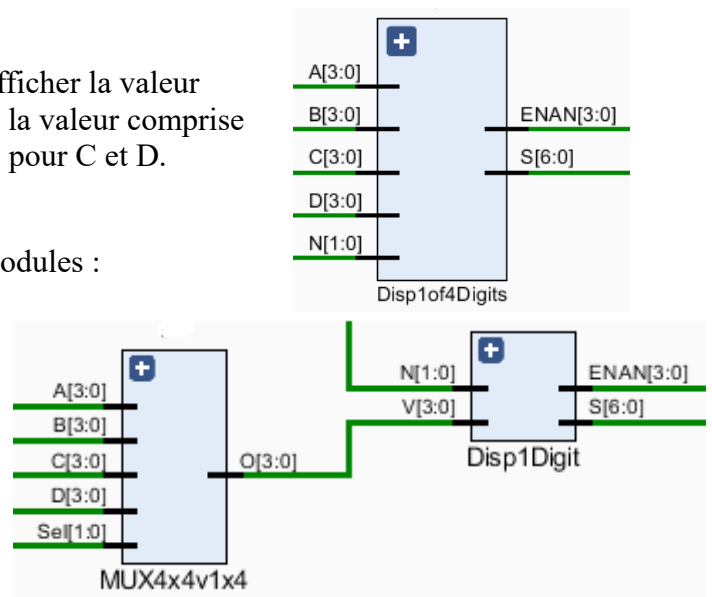 fficher la valeur
la valeur comprise
pour C et D.
odules :
A[3:0]
B[3:0]
C[3:0]
D[3:0]
N[1:0]
ENAN[3:0]
S[6:0]
Disp1of4Digits
A[3:0]
B[3:0]
C[3:0]
D[3:0]
Sel[1:0]
O[3:0]
MUX4x4v1x4
N[1:0]
V[3:0]
ENAN[3:0]
S[6:0]
Disp1Digit